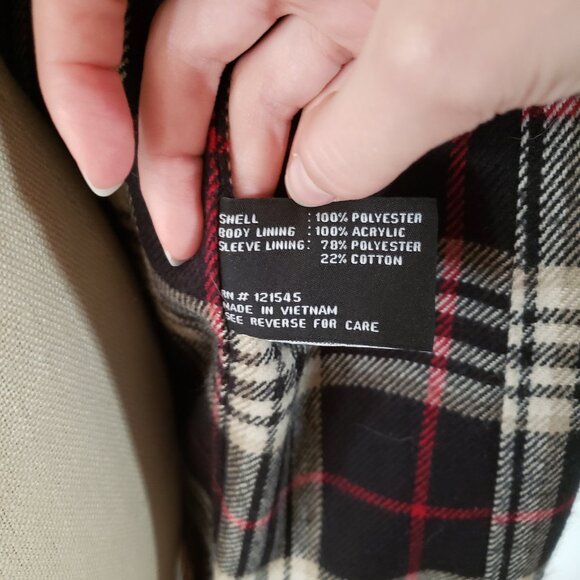 SHELL : 100% POLYESTER
BODY LINING : 100% ACRYLIC
SLEEVE LINING : 78% POLYESTER
22% COTTON
RN # 121545
MADE IN VIETNAM
SEE REVERSE FOR CARE